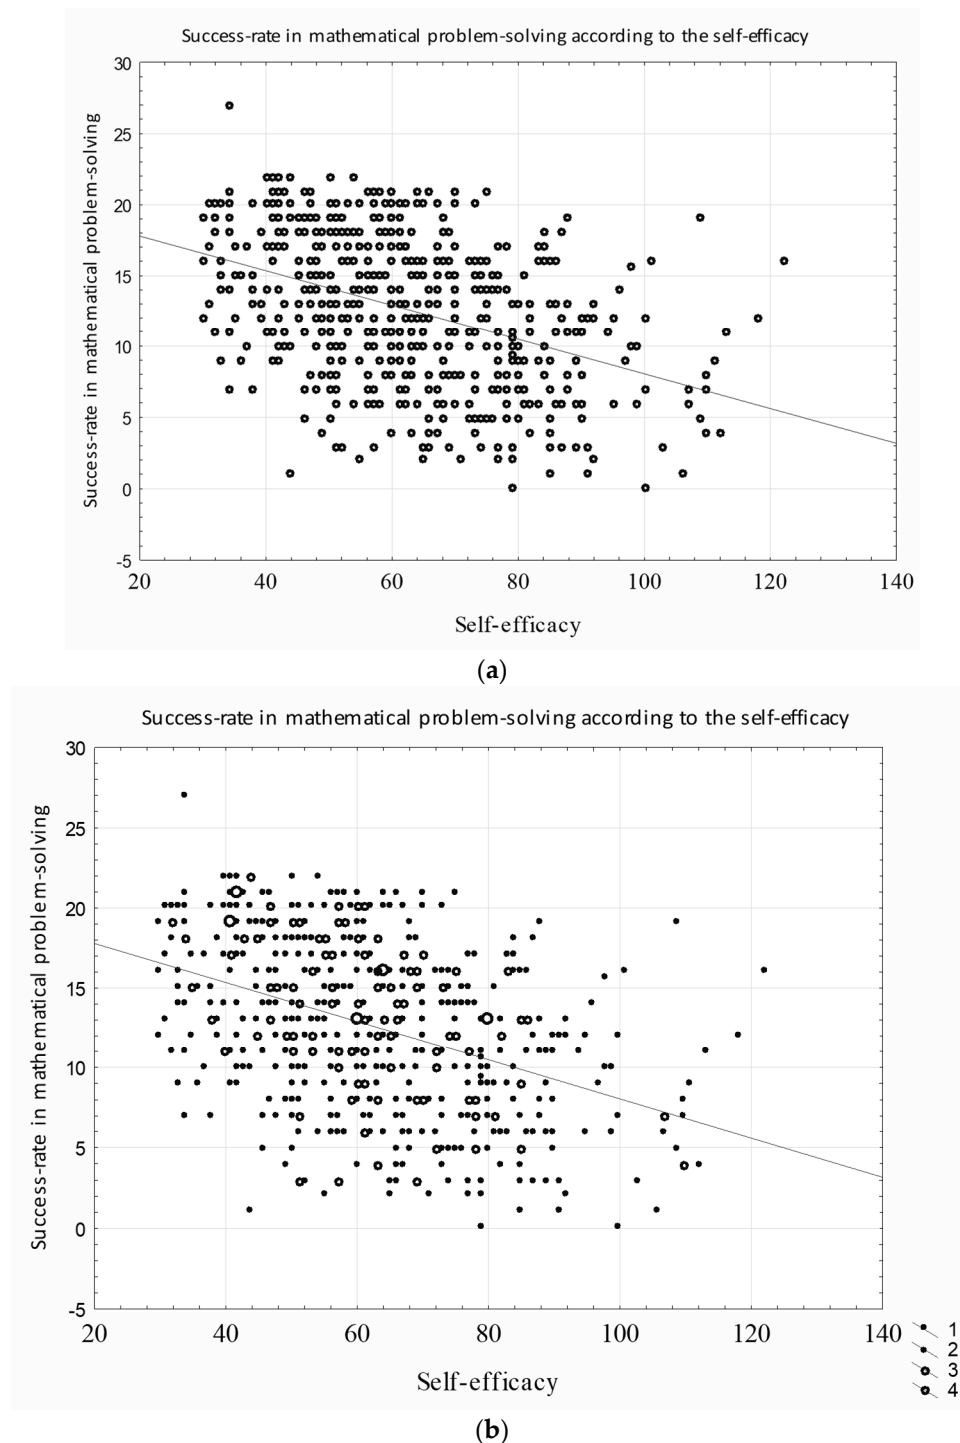 Success-rate in mathematical problem-solving according to the self-efficacy
Success-rate in mathematical problem-solving
30
25
20
15
10
5
0
-5
20 40 60 80 100 120 140
Self-efficacy
(a)
Success-rate in mathematical problem-solving according to the self-efficacy
Success-rate in mathematical problem-solving
30
25
20
15
10
5
0
-5
20 40 60 80 100 120 140
1
2
3
4
Self-efficacy
(b)